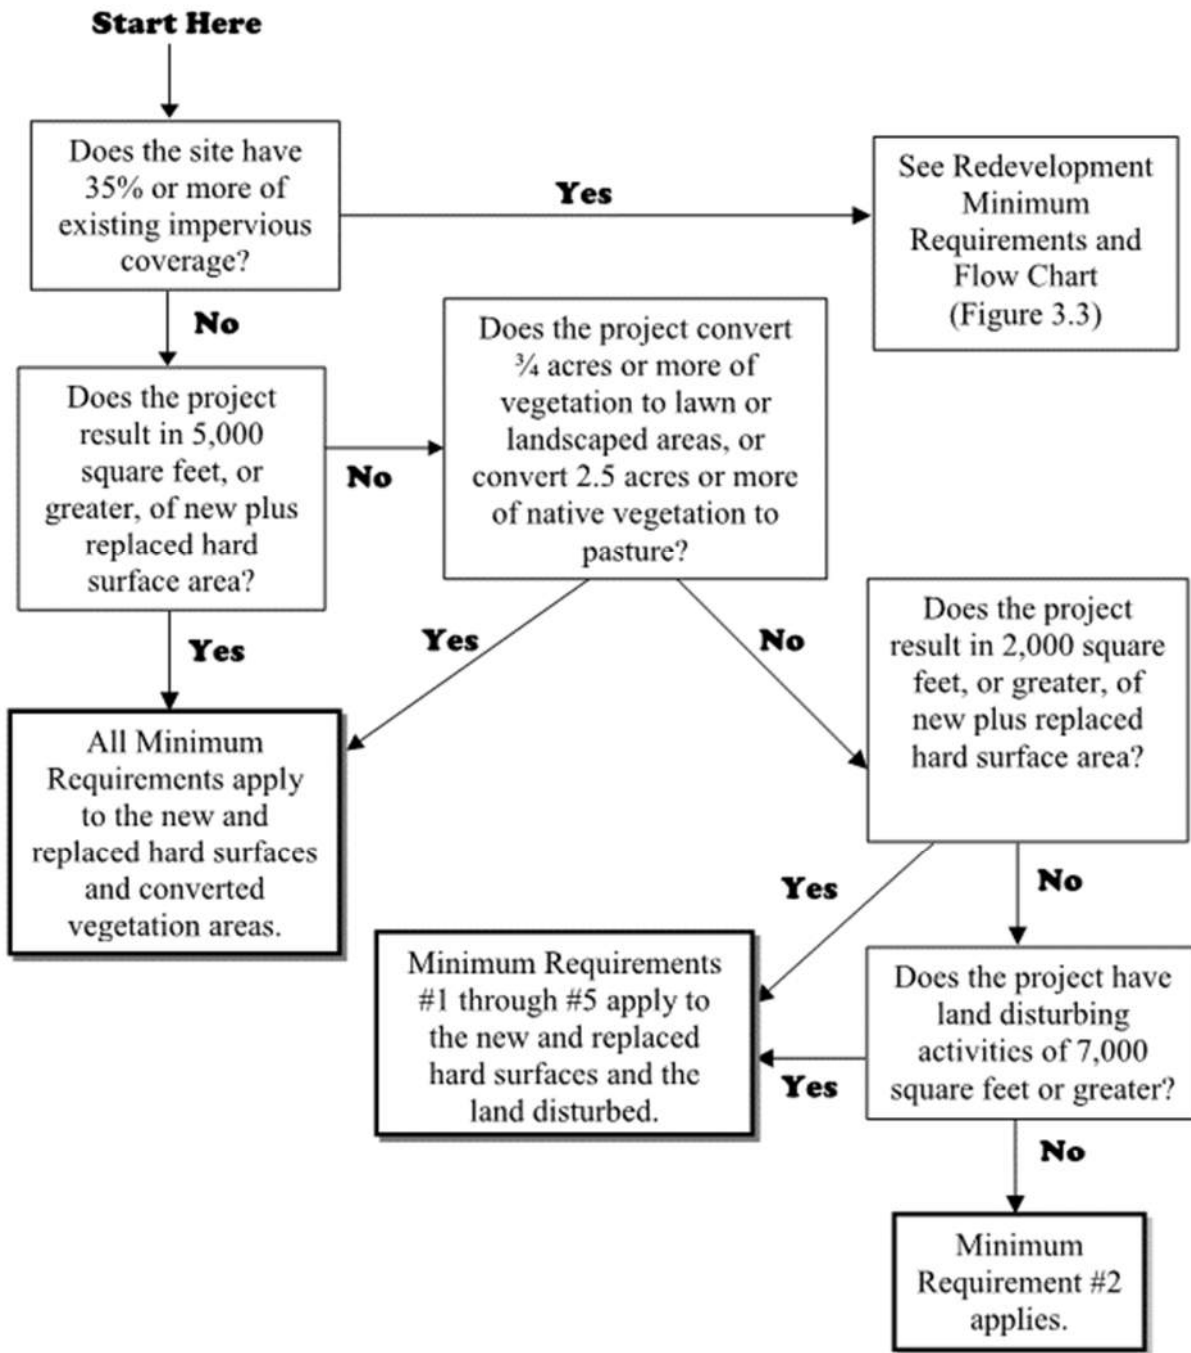 Start Here
Does the site have
35% or more of
existing impervious
coverage?
Yes
See Redevelopment
Minimum
Requirements and
Flow Chart
(Figure 3.3)
No
Does the project
result in 5,000
square feet, or
greater, of new plus
replaced hard
surface area?
No
Does the project convert
¾ acres or more of
vegetation to lawn or
landscaped areas, or
convert 2.5 acres or more
of native vegetation to
pasture?
Yes
Yes
No
Does the project
result in 2,000 square
feet, or greater, of
new plus replaced
hard surface area?
All Minimum
Requirements apply
to the new and
replaced hard surfaces
and converted
vegetation areas.
Yes
No
Minimum Requirements
#1 through #5 apply to
the new and replaced
hard surfaces and the
land disturbed.
Does the project have
land disturbing
activities of 7,000
square feet or greater?
Yes
No
Minimum
Requirement #2
applies.